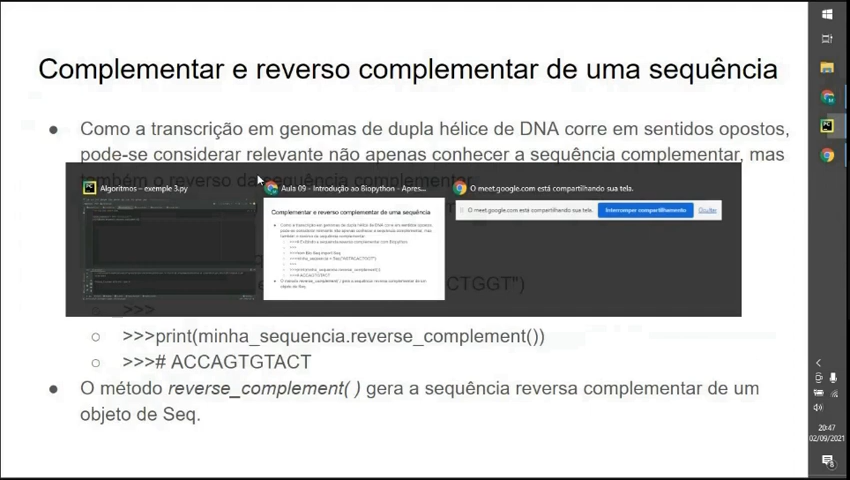 Complementar e reverso complementar de uma sequência
● Como a transcrição em genomas de dupla hélice de DNA corre em sentidos opostos,
pode-se considerar relevante não apenas conhecer a sequência complementar, mas
também o reverso da sequência complementar.
Algoritmos - exemple 3.py
Aula 09 - Introdução ao Biopython - Apres...
O meet.google.com está compartilhando sua tela.
Complementar e reverso complementar de uma sequência
O meet.google.com está compartilhando sua tela.
Interromper compartilhamento
Ocultar
CTGGT")
○ >>>
○ >>>print(minha_sequencia.reverse_complement())
○ >>># ACCAGTGTACT
● O método reverse_complement( ) gera a sequência reversa complementar de um
objeto de Seq.
20:47
02/09/2021